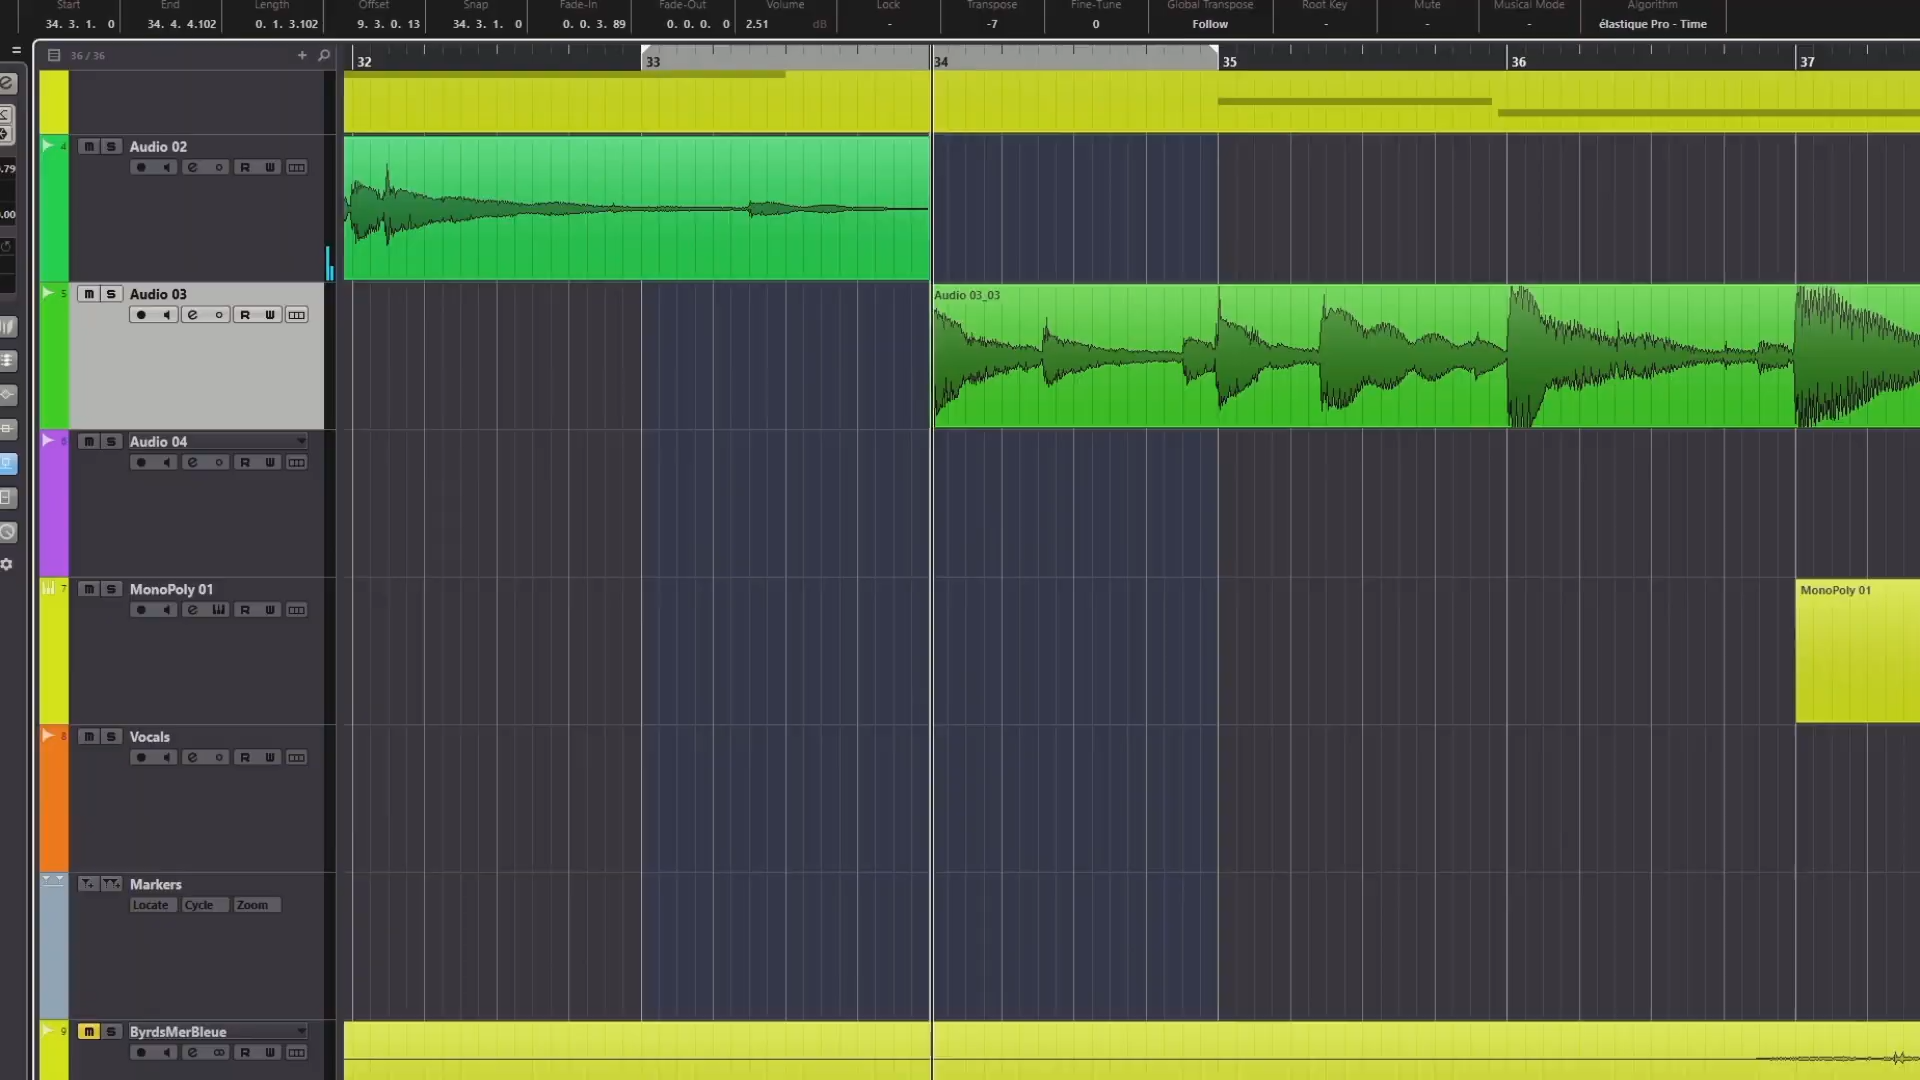 Start End Length Offset Snap Fade-In Fade-Out Volume Lock Transpose Fine-Tune Global Transpose Root Key Mute Musical Mode Algorithm
34. 3. 1. 0 34. 4. 4.102 0. 1. 3.102 9. 3. 0. 13 34. 3. 1. 0 0. 0. 3. 89 0. 0. 0. 0 2.51 dB - -7 0 Follow - - - élastique Pro - Time
36 / 36 + 32 33 34 35 36 37
4 m S Audio 02
e R W
.79
.00
5 m S Audio 03 Audio 03_03
e R W
6 m S Audio 04
e R W
7 m S MonoPoly 01 MonoPoly 01
e R W
8 m S Vocals
e R W
Markers
Locate Cycle Zoom
9 m S ByrdsMerBleue
e R W